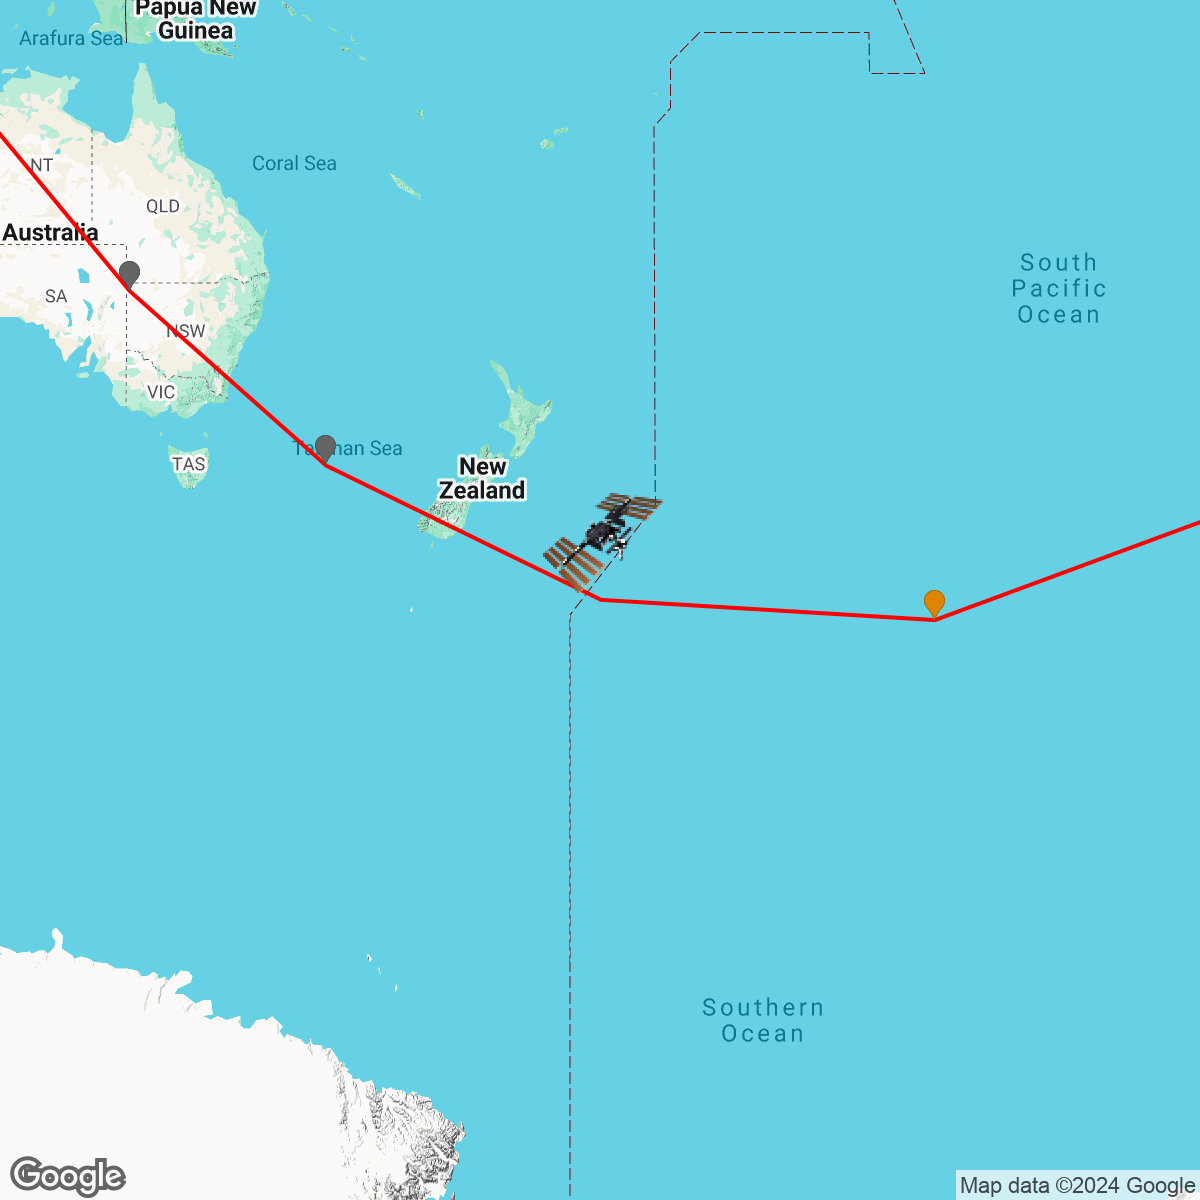 Papua New
Guinea
Arafura Sea
Coral Sea
NT
QLD
Australia
South
Pacific
Ocean
SA
NSW
VIC
Tasman Sea
TAS
New
Zealand
Southern
Ocean
Google
Map data ©2024 Google